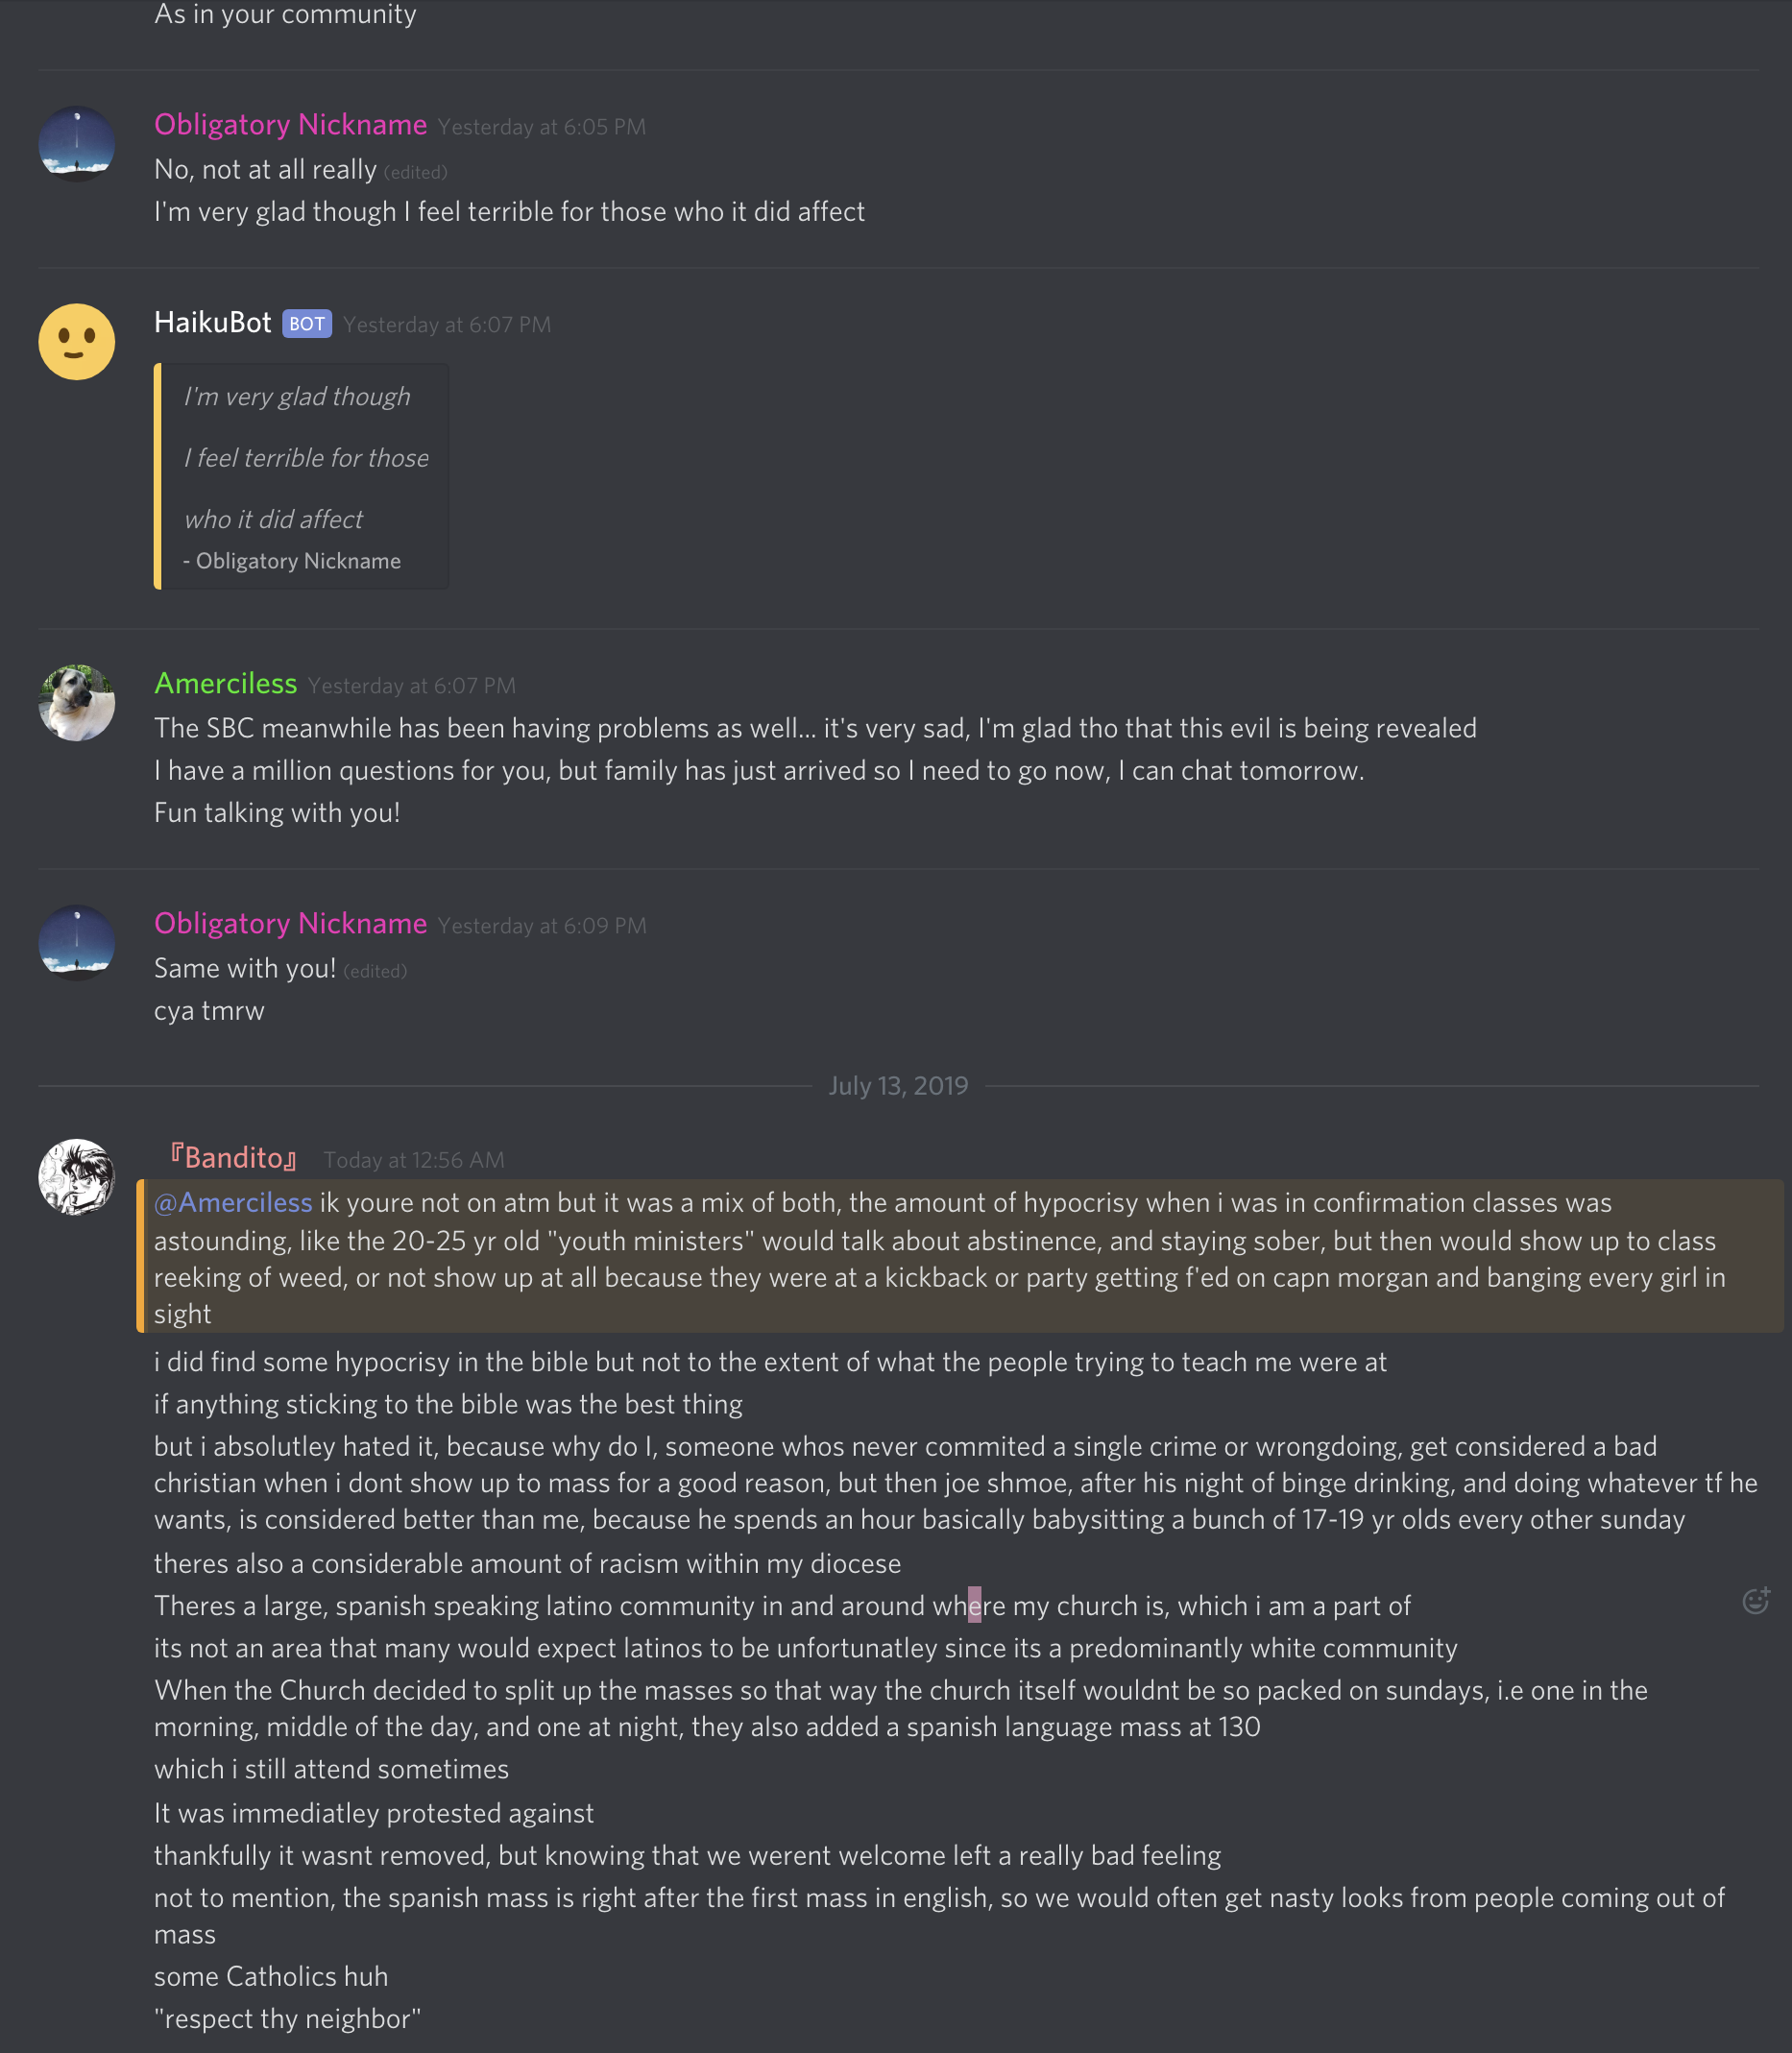 As in your community
Obligatory Nickname Yesterday at 6:05 PM
No, not at all really (edited)
I'm very glad though I feel terrible for those who it did affect
HaikuBot BOT Yesterday at 6:07 PM
I'm very glad though
I feel terrible for those
who it did affect
- Obligatory Nickname
Amerciless Yesterday at 6:07 PM
The SBC meanwhile has been having problems as well... it's very sad, I'm glad tho that this evil is being revealed
I have a million questions for you, but family has just arrived so I need to go now, I can chat tomorrow.
Fun talking with you!
Obligatory Nickname Yesterday at 6:09 PM
Same with you! (edited)
cya tmrw
July 13, 2019
『Bandito』 Today at 12:56 AM
@Amerciless ik youre not on atm but it was a mix of both, the amount of hypocrisy when i was in confirmation classes was
astounding, like the 20-25 yr old "youth ministers" would talk about abstinence, and staying sober, but then would show up to class
reeking of weed, or not show up at all because they were at a kickback or party getting f'ed on capn morgan and banging every girl in
sight
i did find some hypocrisy in the bible but not to the extent of what the people trying to teach me were at
if anything sticking to the bible was the best thing
but i absolutley hated it, because why do I, someone whos never commited a single crime or wrongdoing, get considered a bad
christian when i dont show up to mass for a good reason, but then joe shmoe, after his night of binge drinking, and doing whatever tf he
wants, is considered better than me, because he spends an hour basically babysitting a bunch of 17-19 yr olds every other sunday
theres also a considerable amount of racism within my diocese
Theres a large, spanish speaking latino community in and around where my church is, which i am a part of
its not an area that many would expect latinos to be unfortunatley since its a predominantly white community
When the Church decided to split up the masses so that way the church itself wouldnt be so packed on sundays, i.e one in the
morning, middle of the day, and one at night, they also added a spanish language mass at 130
which i still attend sometimes
It was immediatley protested against
thankfully it wasnt removed, but knowing that we werent welcome left a really bad feeling
not to mention, the spanish mass is right after the first mass in english, so we would often get nasty looks from people coming out of
mass
some Catholics huh
"respect thy neighbor"